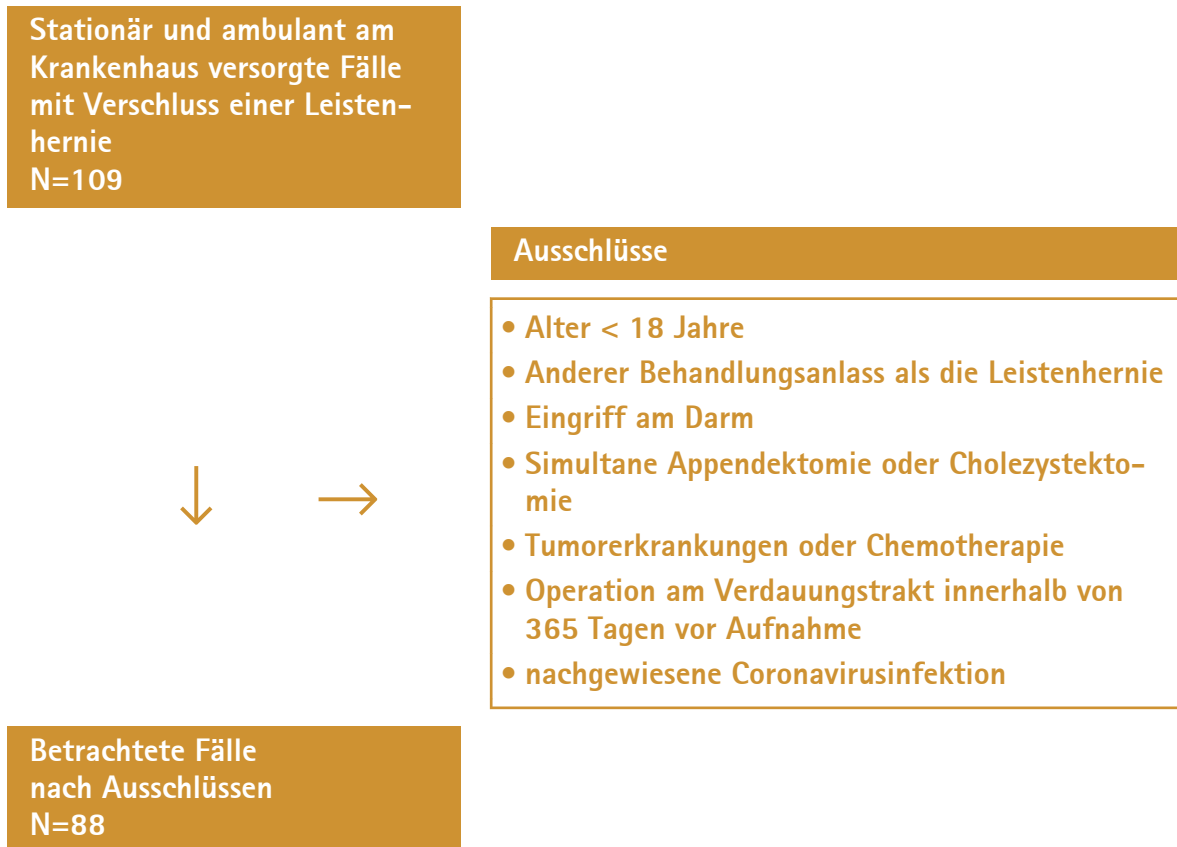 Stationär und ambulant am
Krankenhaus versorgte Fälle
mit Verschluss einer Leisten-
hernie
N=109
Ausschlüsse
• Alter < 18 Jahre
• Anderer Behandlungsanlass als die Leistenhernie
• Eingriff am Darm
• Simultane Appendektomie oder Cholezystekto-
mie
• Tumorerkrankungen oder Chemotherapie
• Operation am Verdauungstrakt innerhalb von
365 Tagen vor Aufnahme
• nachgewiesene Coronavirusinfektion
Betrachtete Fälle
nach Ausschlüssen
N=88